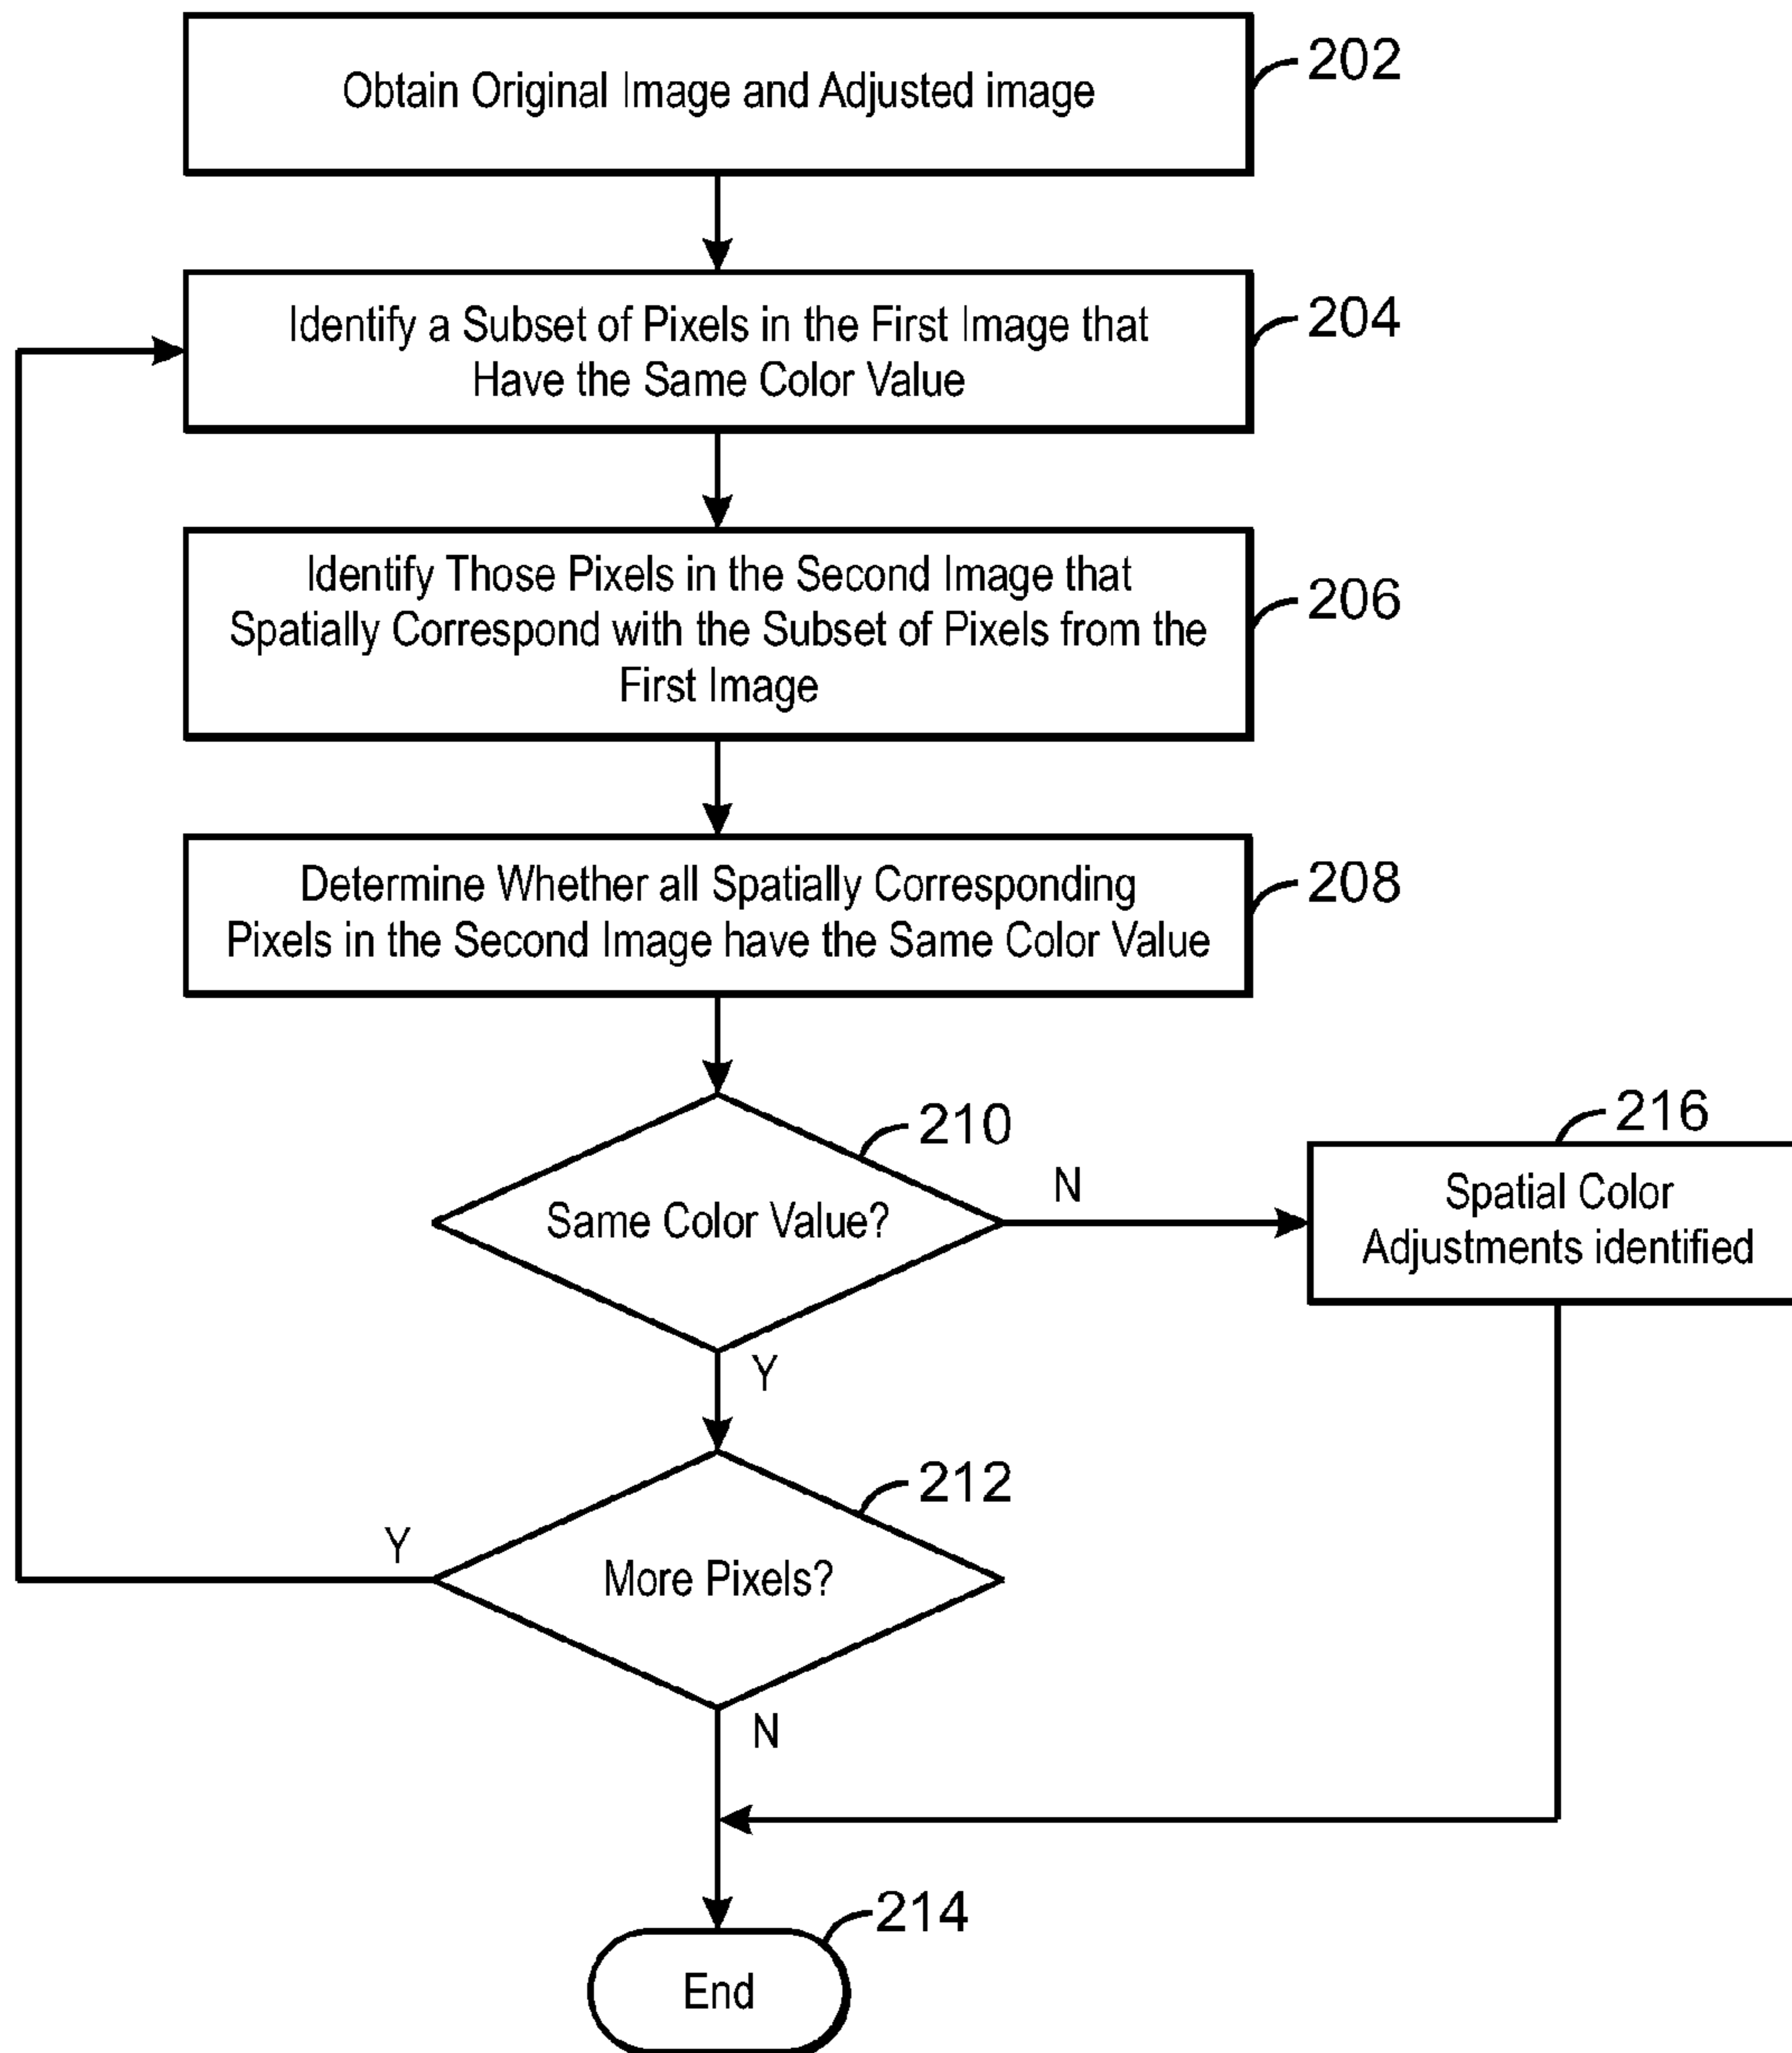 Obtain Original Image and Adjusted image
202
Identify a Subset of Pixels in the First Image that
Have the Same Color Value
204
Identify Those Pixels in the Second Image that
Spatially Correspond with the Subset of Pixels from the
First Image
206
Determine Whether all Spatially Corresponding
Pixels in the Second Image have the Same Color Value
208
210
Same Color Value?
N
216
Spatial Color
Adjustments identified
Y
212
More Pixels?
Y
N
214
End